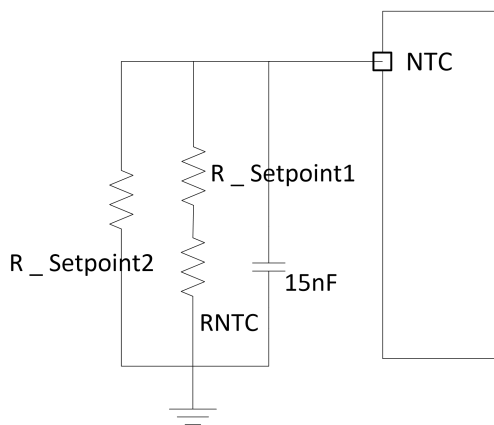 NTC
R _ Setpoint1
R _ Setpoint2
15nF
RNTC